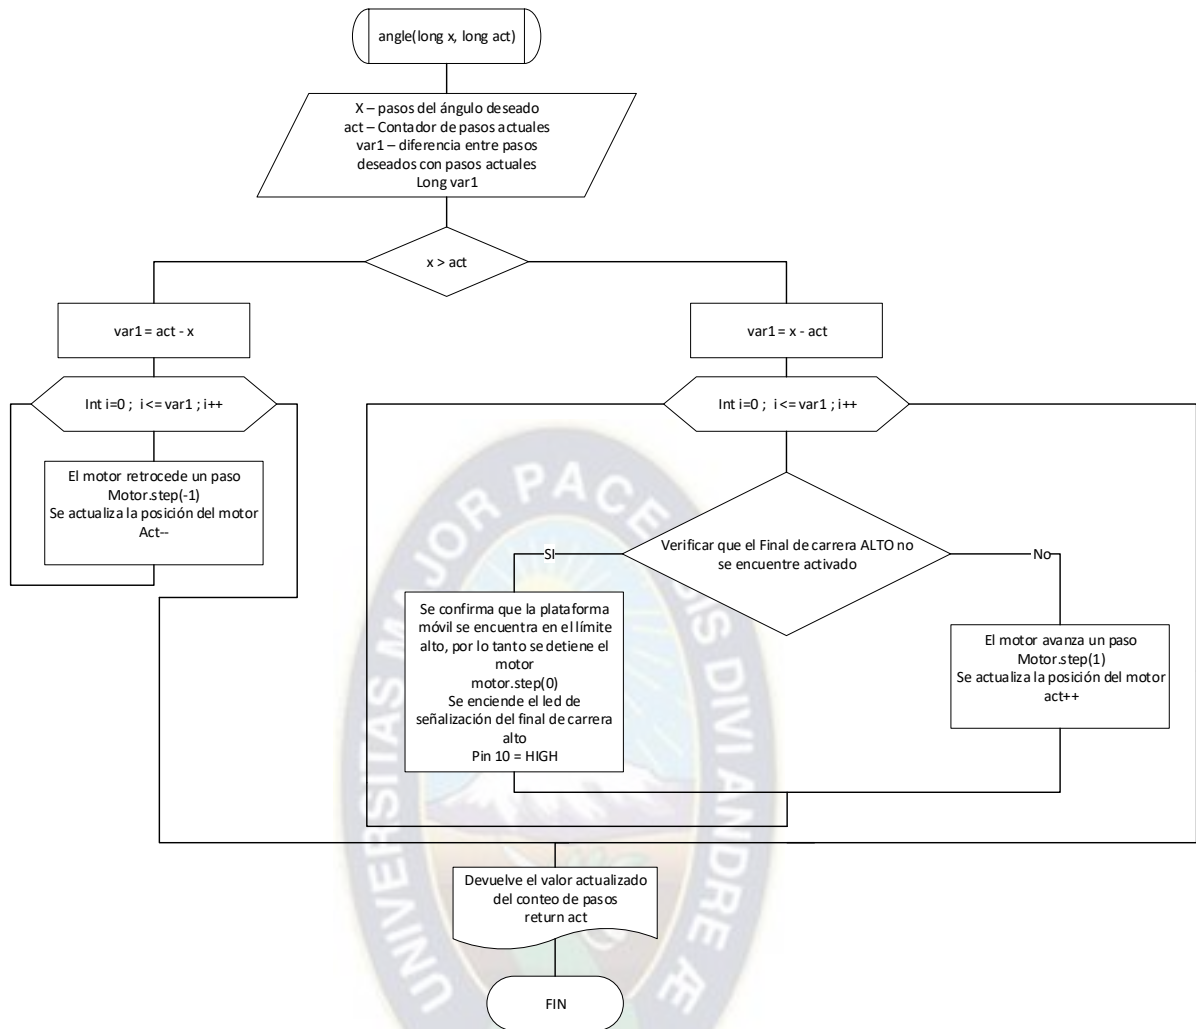 angle(long x, long act)
X – pasos del ángulo deseado
act – Contador de pasos actuales
var1 – diferencia entre pasos
deseados con pasos actuales
Long var1
x > act
var1 = act - x
var1 = x - act
Int i=0 ; i<= var1 ; i++
Int i=0 ; i<= var1 ; i++
El motor retrocede un paso
Motor.step(-1)
Se actualiza la posición del motor
Act--
Verificar que el Final de carrera ALTO no
se encuentre activado
SI
No
Se confirma que la plataforma
móvil se encuentra en el límite
alto, por lo tanto se detiene el
motor
motor.step(0)
Se enciende el led de
señalización del final de carrera
alto
Pin 10 = HIGH
El motor avanza un paso
Motor.step(1)
Se actualiza la posición del motor
act++
Devuelve el valor actualizado
del conteo de pasos
return act
FIN
UNIVERSITAS MAJOR PACENSIS DIVI ANDRE Æ